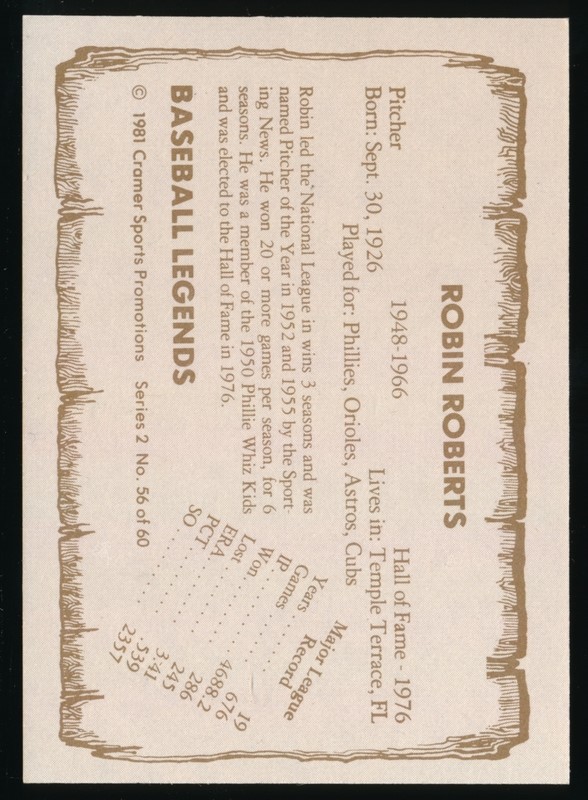 ROBIN ROBERTS
1948-1966
Pitcher Hall of Fame - 1976
Born: Sept. 30, 1926 Lives in: Temple Terrace, FL
Played for: Phillies, Orioles, Astros, Cubs
Robin led the National League in wins 3 seasons and was
named Pitcher of the Year in 1952 and 1955 by the Sport-
ing News. He won 20 or more games per season, for 6
seasons. He was a member of the 1950 Phillie Whiz Kids
and was elected to the Hall of Fame in 1976.
BASEBALL LEGENDS
© 1981 Cramer Sports Promotions Series 2 No. 56 of 60
Major League
Record
Years . . . . . . . . 19
Games . . . . . . . 676
IP . . . . . . . . 4688.2
Won . . . . . . . . 286
Lost . . . . . . . . 245
ERA . . . . . . . . 3.41
PCT . . . . . . . . .539
SO . . . . . . . . 2357